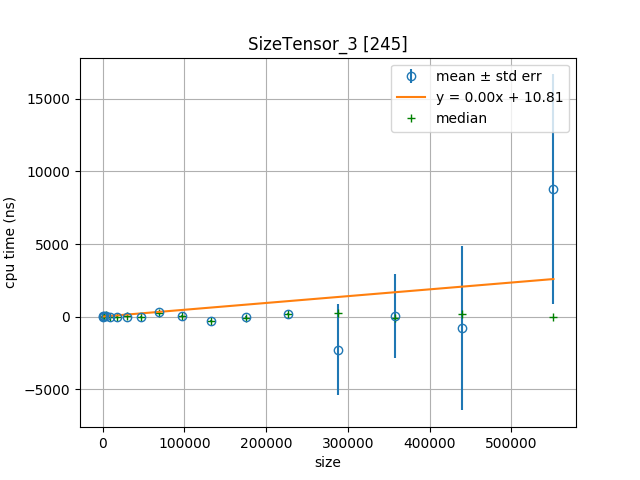 SizeTensor_3 [245]
mean ± std err
y = 0.00x + 10.81
median
15000
10000
5000
0
−5000
cpu time (ns)
0
100000
200000
300000
400000
500000
size